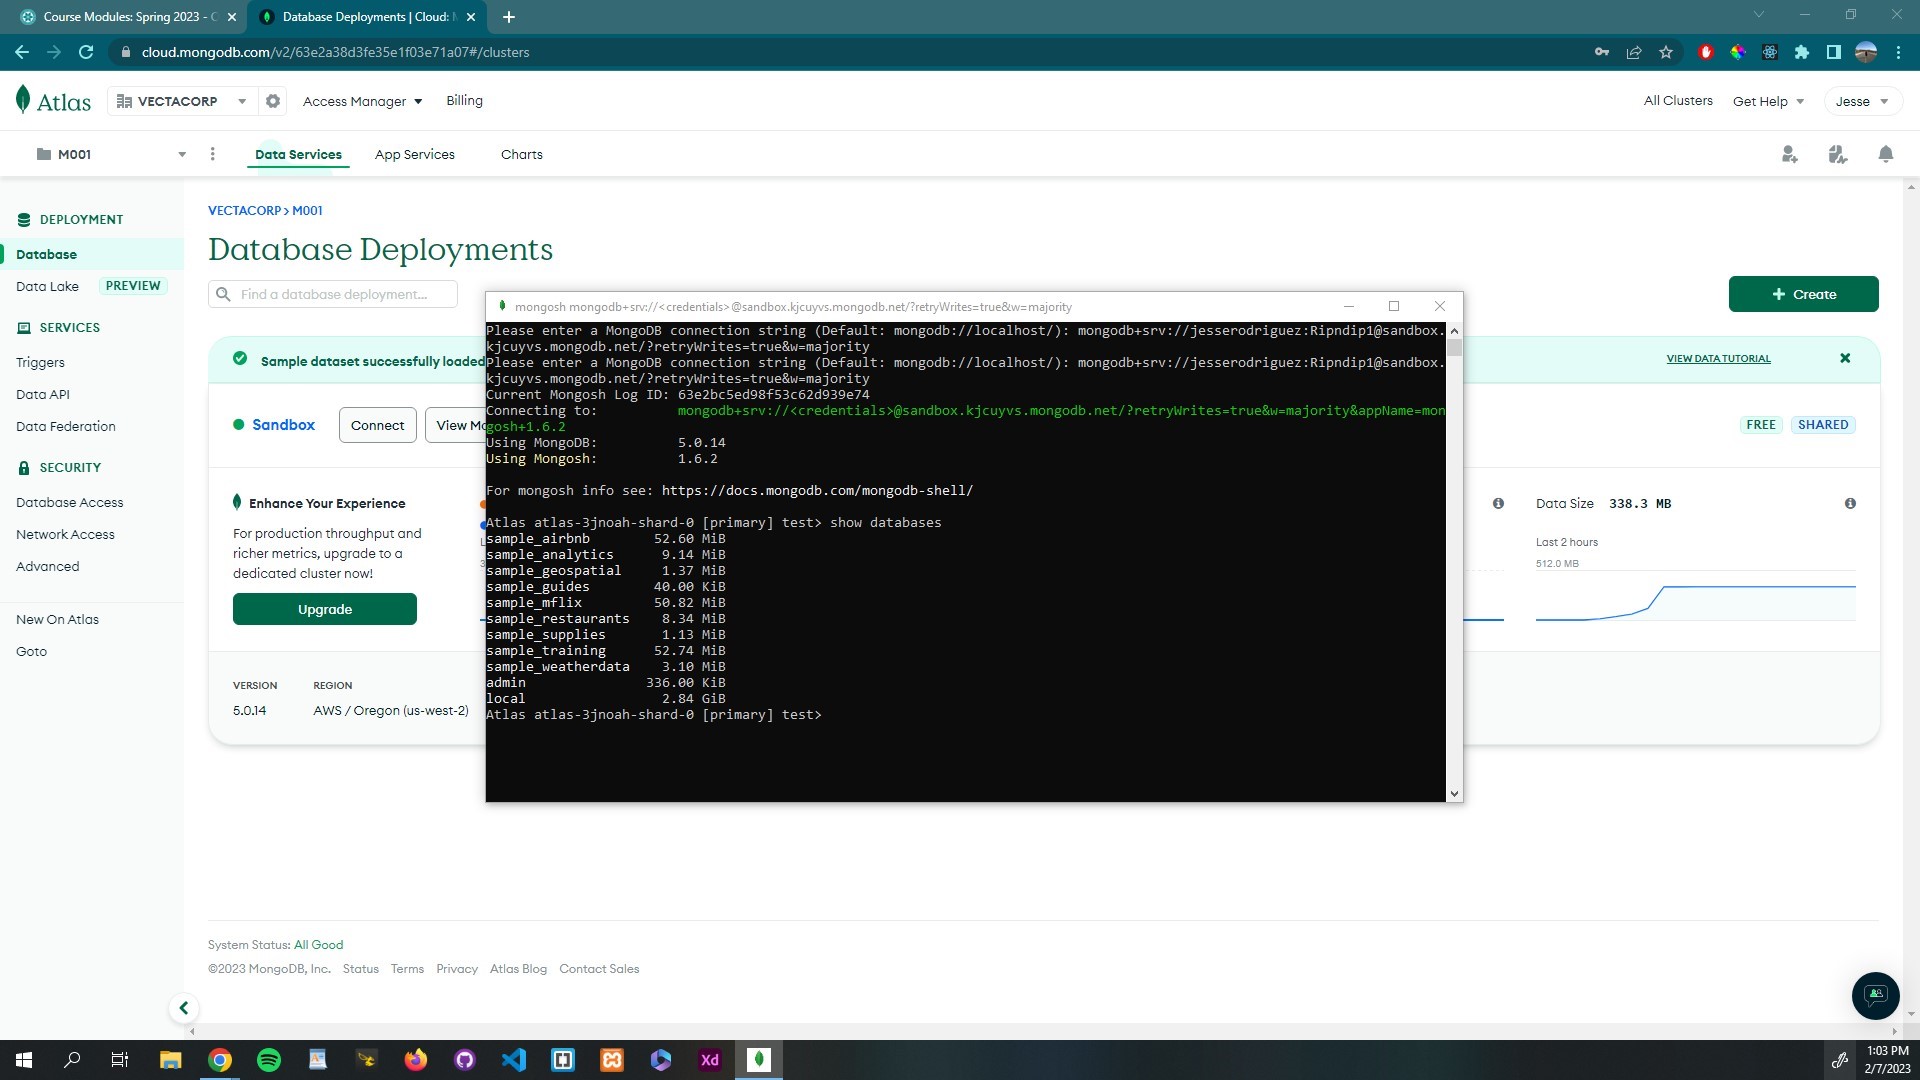 Course Modules: Spring 2023 - C
Database Deployments | Cloud: M
cloud.mongodb.com/v2/63e2a38d3fe35e1f03e71a07#/clusters
Atlas
VECTACORP
Access Manager
Billing
All Clusters
Get Help
Jesse
M001
Data Services
App Services
Charts
DEPLOYMENT
Database
Data Lake PREVIEW
SERVICES
Triggers
Data API
Data Federation
SECURITY
Database Access
Network Access
Advanced
New On Atlas
Goto
VECTACORP > M001
Database Deployments
Find a database deployment...
+ Create
Sample dataset successfully loaded
VIEW DATA TUTORIAL
Sandbox
Connect
View Mo
FREE
SHARED
Enhance Your Experience
For production throughput and
richer metrics, upgrade to a
dedicated cluster now!
Upgrade
Data Size 338.3 MB
Last 2 hours
512.0 MB
VERSION
5.0.14
REGION
AWS / Oregon (us-west-2)
mongosh mongodb+srv://<credentials>@sandbox.kjcuyvs.mongodb.net/?retryWrites=true&w=majority
Please enter a MongoDB connection string (Default: mongodb://localhost/): mongodb+srv://jesserodriguez:Ripndip1@sandbox.
kjcuyvs.mongodb.net/?retryWrites=true&w=majority
Please enter a MongoDB connection string (Default: mongodb://localhost/): mongodb+srv://jesserodriguez:Ripndip1@sandbox.
kjcuyvs.mongodb.net/?retryWrites=true&w=majority
Current Mongosh Log ID: 63e2bc5ed98f53c62d939e74
Connecting to: mongodb+srv://<credentials>@sandbox.kjcuyvs.mongodb.net/?retryWrites=true&w=majority&appName=mon
gosh+1.6.2
Using MongoDB: 5.0.14
Using Mongosh: 1.6.2
For mongosh info see: https://docs.mongodb.com/mongodb-shell/
Atlas atlas-3jnoah-shard-0 [primary] test> show databases
sample_airbnb 52.60 MiB
sample_analytics 9.14 MiB
sample_geospatial 1.37 MiB
sample_guides 40.00 KiB
sample_mflix 50.82 MiB
sample_restaurants 8.34 MiB
sample_supplies 1.13 MiB
sample_training 52.74 MiB
sample_weatherdata 3.10 MiB
admin 336.00 KiB
local 2.84 GiB
Atlas atlas-3jnoah-shard-0 [primary] test>
System Status: All Good
©2023 MongoDB, Inc. Status Terms Privacy Atlas Blog Contact Sales
Xd
1:03 PM
2/7/2023